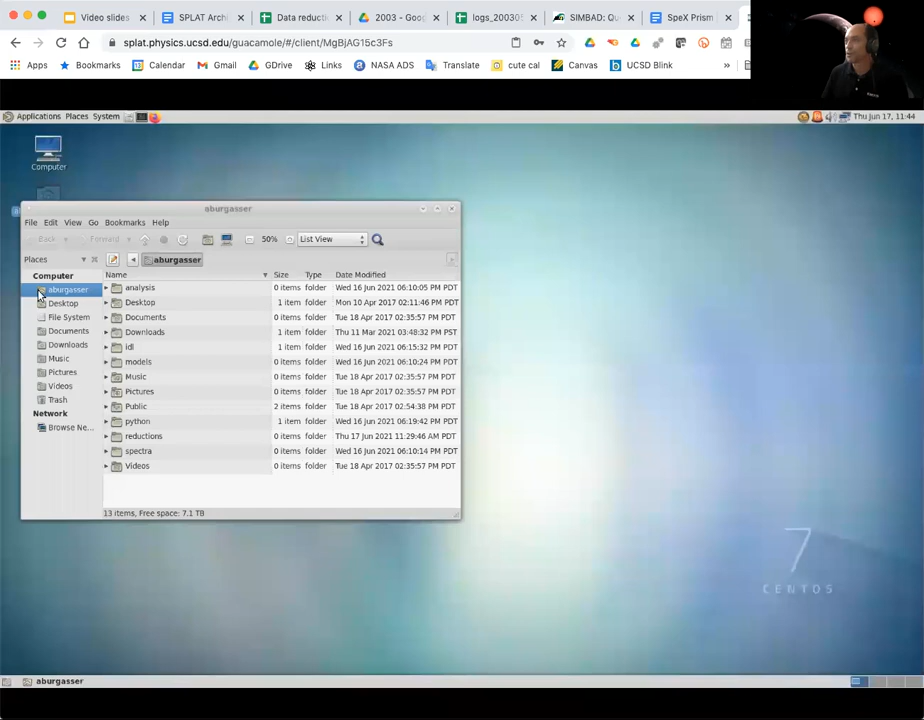 Video slides
SPLAT Archi
Data reducti
2003 - Goog
logs_200305
SIMBAD: Qu
SpeX Prism
splat.physics.ucsd.edu/guacamole/#/client/MgBjAG15c3Fs
Apps Bookmarks Calendar Gmail GDrive Links NASA ADS Translate cute cal Canvas UCSD Blink »
Applications Places System
Thu Jun 17, 11:44
Computer
aburgasser
File Edit View Go Bookmarks Help
Back Forward 50% List View
Places aburgasser
Computer
aburgasser
Desktop
File System
Documents
Downloads
Music
Pictures
Videos
Trash
Network
Browse Ne...
Name Size Type Date Modified
analysis 0 items folder Wed 16 Jun 2021 06:10:05 PM PDT
Desktop 1 item folder Mon 10 Apr 2017 02:11:46 PM PDT
Documents 0 items folder Tue 18 Apr 2017 02:35:57 PM PDT
Downloads 1 item folder Thu 11 Mar 2021 03:48:32 PM PST
idl 1 item folder Wed 16 Jun 2021 06:15:32 PM PDT
models 0 items folder Wed 16 Jun 2021 06:10:24 PM PDT
Music 0 items folder Tue 18 Apr 2017 02:35:57 PM PDT
Pictures 0 items folder Tue 18 Apr 2017 02:35:57 PM PDT
Public 2 items folder Tue 18 Apr 2017 02:54:38 PM PDT
python 1 item folder Wed 16 Jun 2021 06:19:42 PM PDT
reductions 0 items folder Thu 17 Jun 2021 11:29:46 AM PDT
spectra 0 items folder Wed 16 Jun 2021 06:10:14 PM PDT
Videos 0 items folder Tue 18 Apr 2017 02:35:57 PM PDT
13 items, Free space: 7.1 TB
7
CENTOS
aburgasser